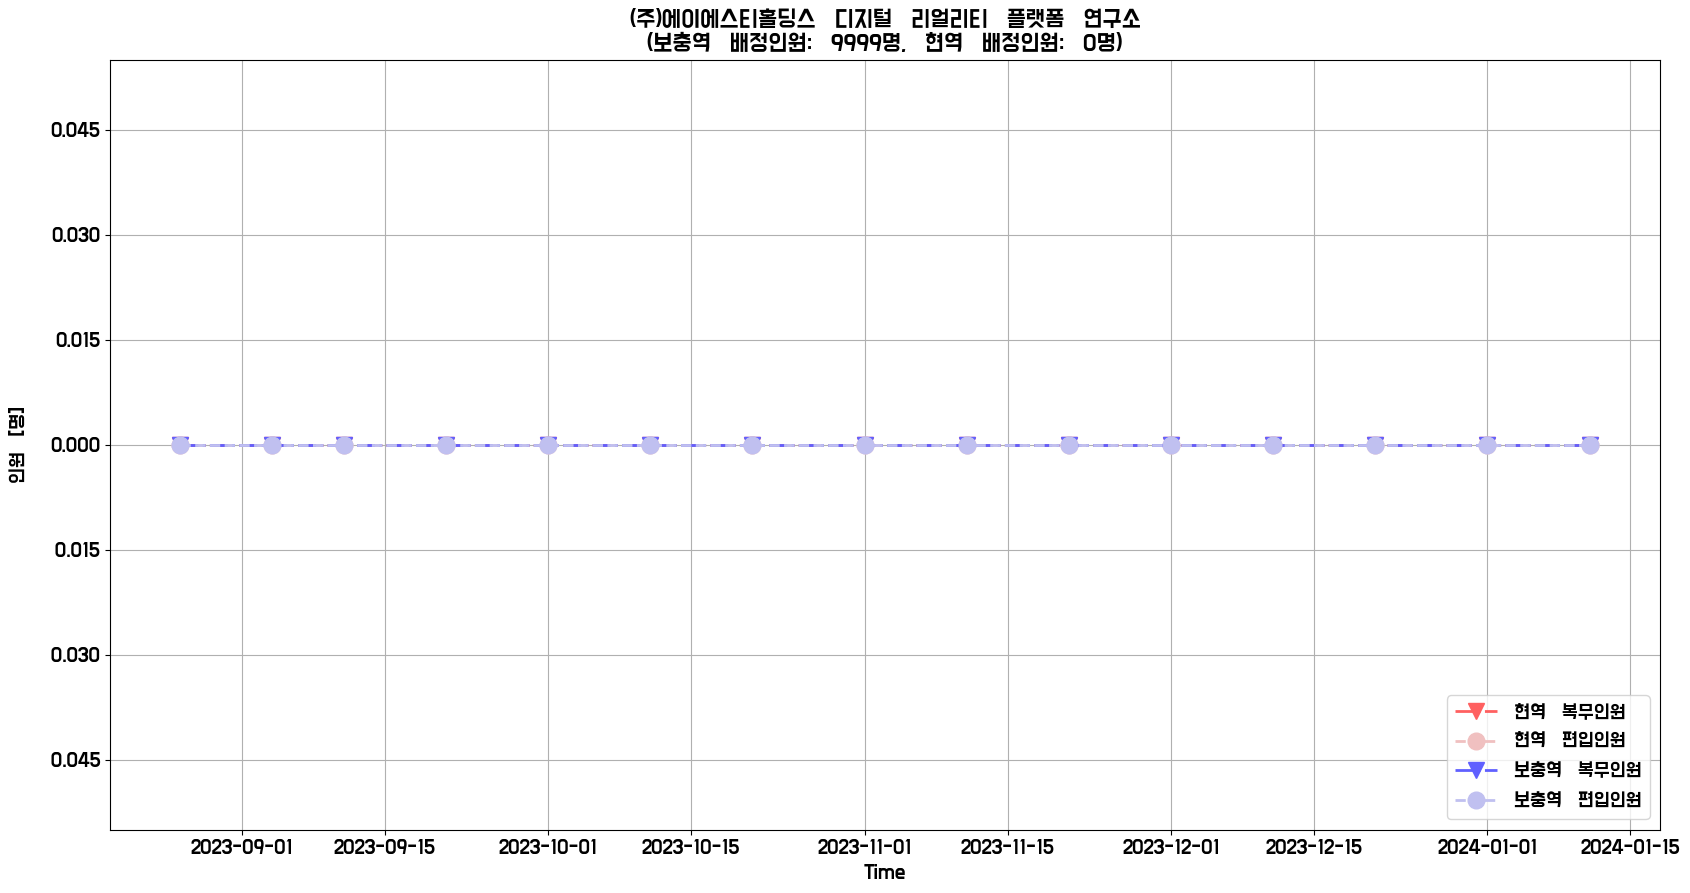 (주)에이에스티홀딩스 디지털 리얼리티 플랫폼 연구소
(보충역 배정인원: 9999명, 현역 배정인원: 0명)
인원 [명]
0.045
0.030
0.015
0.000
0.015
0.030
0.045
현역 복무인원
현역 편입인원
보충역 복무인원
보충역 편입인원
2023-09-01 2023-09-15 2023-10-01 2023-10-15 2023-11-01 2023-11-15 2023-12-01 2023-12-15 2024-01-01 2024-01-15
Time